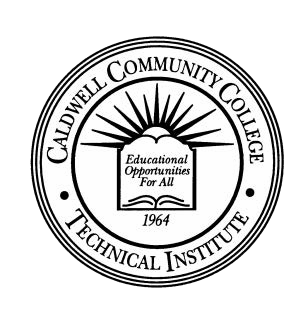 CALDWELL COMMUNITY COLLEGE
Educational
Opportunities
For All
1964
• TECHNICAL INSTITUTE •